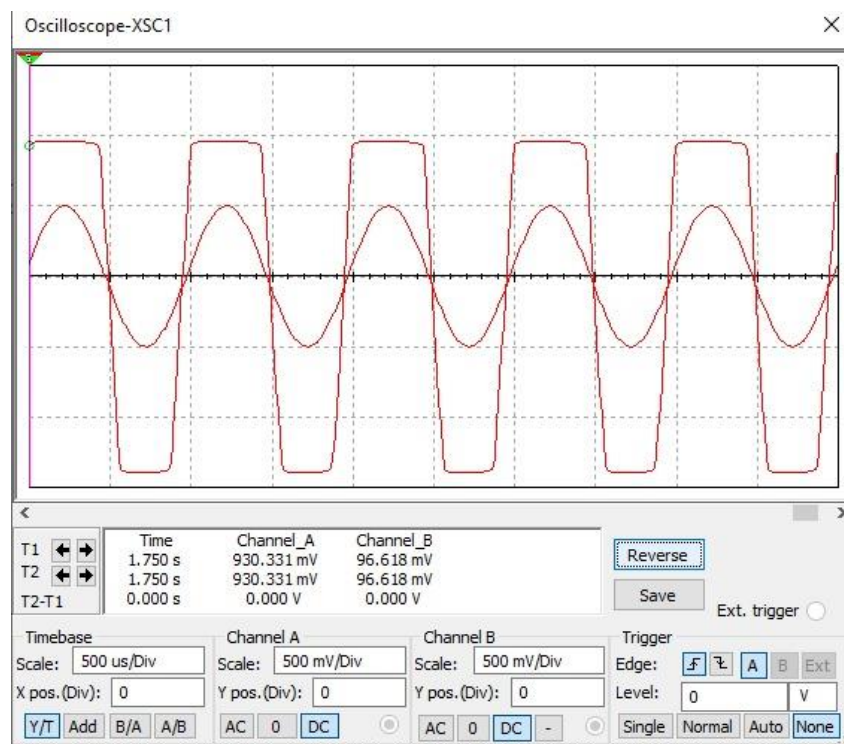 Oscilloscope-XSC1
T1
T2
T2-T1
Time Channel_A Channel_B
1.750 s 930.331 mV 96.618 mV
1.750 s 930.331 mV 96.618 mV
0.000 s 0.000 V 0.000 V
Reverse
Save
Ext. trigger
Timebase
Scale: 500 us/Div
X pos.(Div): 0
Y/T Add B/A A/B
Channel A
Scale: 500 mV/Div
Y pos.(Div): 0
AC 0 DC
Channel B
Scale: 500 mV/Div
Y pos.(Div): 0
AC 0 DC -
Trigger
Edge: A B Ext
Level: 0 V
Single Normal Auto None